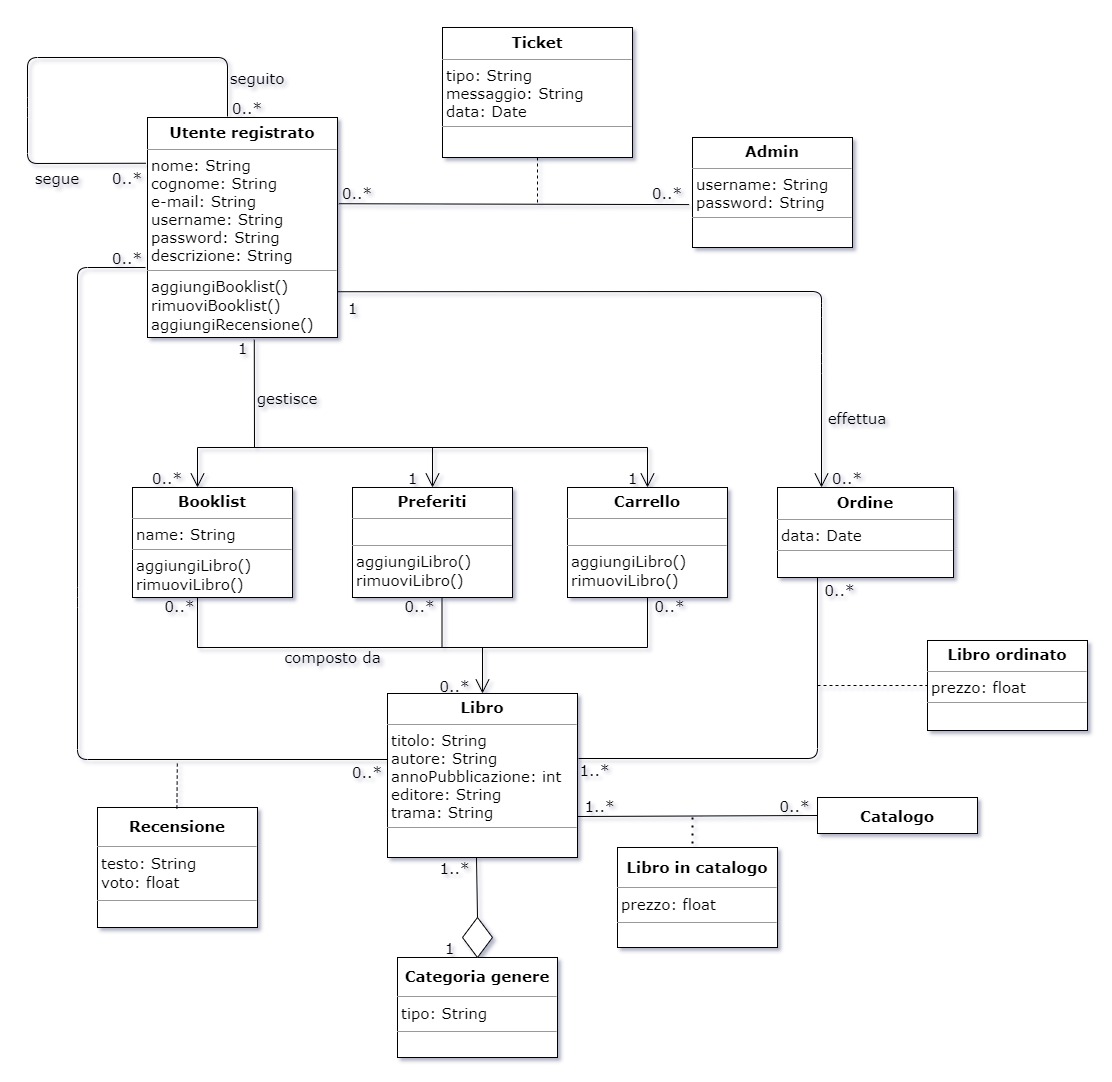 Ticket
tipo: String
messaggio: String
data: Date
seguito
0..*
Utente registrato
nome: String
cognome: String
e-mail: String
username: String
password: String
descrizione: String
aggiungiBooklist()
rimuoviBooklist()
aggiungiRecensione()
segue
0..*
0..*
0..*
0..*
Admin
username: String
password: String
1
1
gestisce
effettua
0..*
1
1
0..*
Booklist
name: String
aggiungiLibro()
rimuoviLibro()
Preferiti
aggiungiLibro()
rimuoviLibro()
Carrello
aggiungiLibro()
rimuoviLibro()
Ordine
data: Date
0..*
0..*
0..*
0..*
composto da
0..*
Libro ordinato
prezzo: float
Libro
titolo: String
autore: String
annoPubblicazione: int
editore: String
trama: String
0..*
1..*
1..*
0..*
Catalogo
Recensione
testo: String
voto: float
Libro in catalogo
prezzo: float
1..*
1
Categoria genere
tipo: String